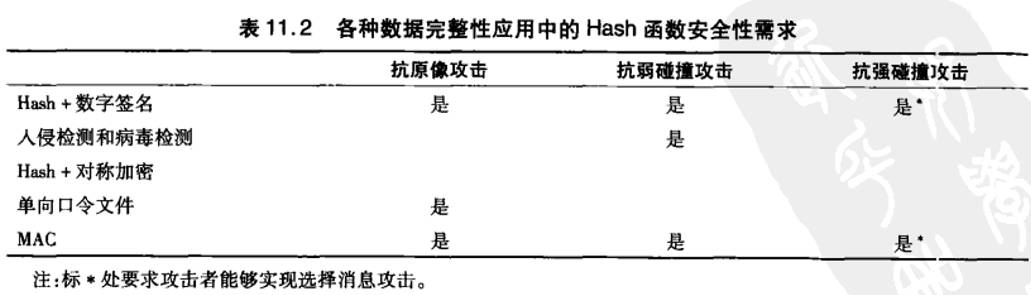 表 11.2 各种数据完整性应用中的 Hash 函数安全性需求
抗原像攻击 抗弱碰撞攻击 抗强碰撞攻击
Hash + 数字签名 是 是 是*
入侵检测和病毒检测 是
Hash + 对称加密
单向口令文件 是
MAC 是 是 是*
注:标 * 处要求攻击者能够实现选择消息攻击。